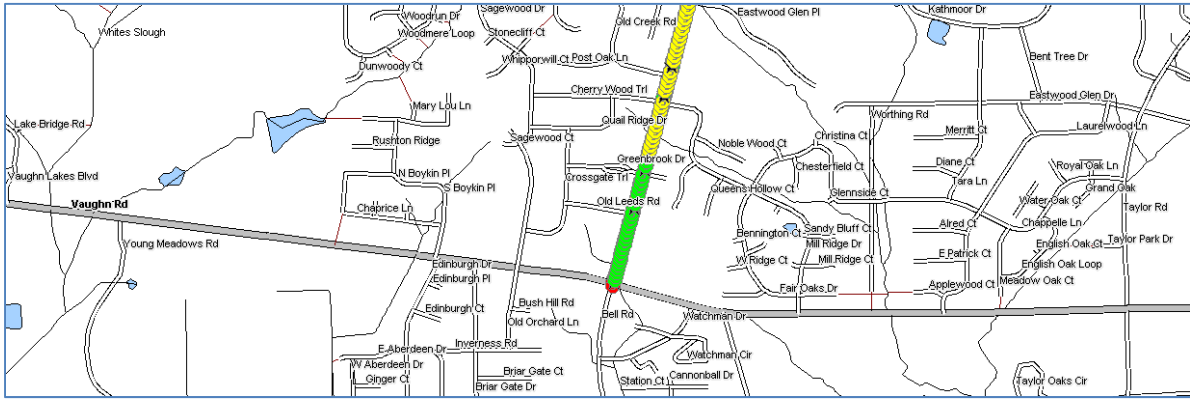 Sagewood Dr
Kathmoor Dr
Woodrun Dr
Eastwood Glen Pl
Old Creek Rd
Whites Slough
Woodmere Loop
Stonecliff Ct
Whipporwill Ct
Post Oak Ln
Bent Tree Dr
Dunwoody Ct
Cherry Wood Trl
Eastwood Glen Dr
Mary Lou Ln
Worthing Rd
Lake Bridge Rd
Quail Ridge Dr
Laurelwood Ln
Rushton Ridge
Sagewood Ct
Christina Ct
Merritt Ct
Noble Wood Ct
Greenbrook Dr
Chesterfield Ct
Diane Ct
Royal Oak Ln
Vaughn Lakes Blvd
N Boykin Pl
Crossgate Trl
Tara Ln
S Boykin Pl
Queens Hollow Ct
Glennside Ct
Grand Oak
Vaughn Rd
Chaprice Ln
Old Leeds Rd
Water Oak Ct
Taylor Rd
Alred Ct
Chappelle Ln
Bennington Ct
Sandy Bluff Ct
Young Meadows Rd
Mill Ridge Dr
English Oak Ct
Taylor Park Dr
Edinburgh Dr
W Ridge Ct
Mill Ridge Ct
E Patrick Ct
English Oak Loop
Edinburgh Pl
Fair Oaks Dr
Applewood Ct
Meadow Oak Ct
Bush Hill Rd
Edinburgh Ct
Bell Rd
Watchman Dr
Old Orchard Ln
E Aberdeen Dr
Inverness Rd
Watchman Cir
W Aberdeen Dr
Ginger Ct
Briar Gate Ct
Cannonball Dr
Station Ct
Taylor Oaks Cir
Briar Gate Dr